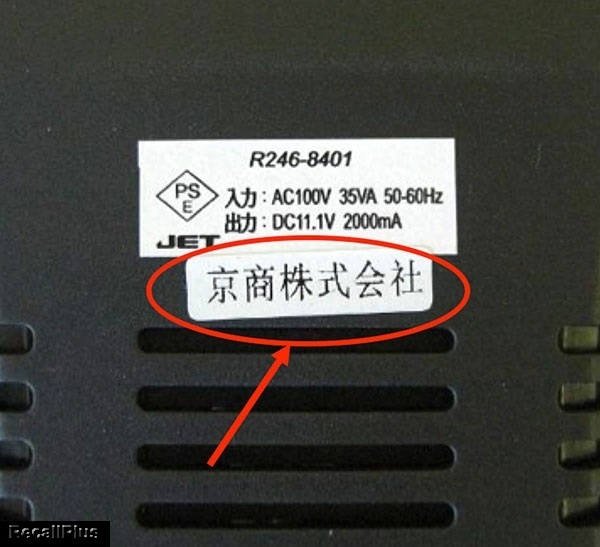 R246-8401
PS
E
入力：AC100V 35VA 50-60Hz
出力：DC11.1V 2000mA
JET
京商株式会社
RecallPlus